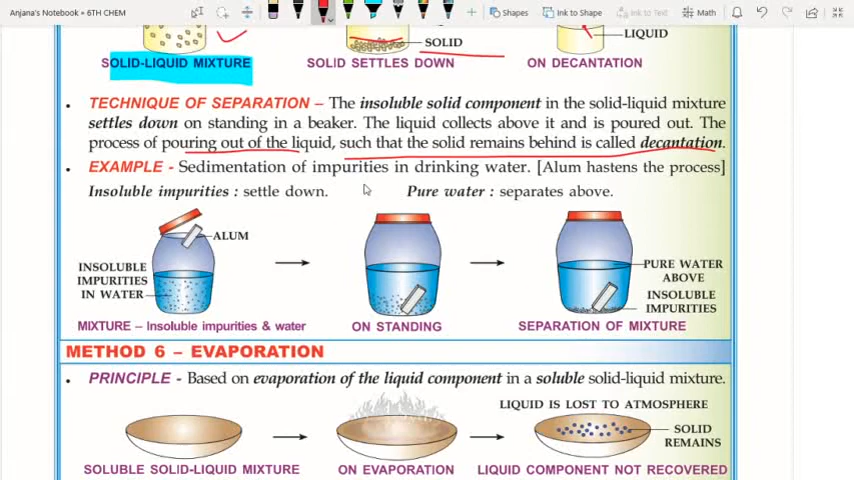 Anjana's Notebook » 6TH CHEM
Shapes
Ink to Shape
Ink to Text
Math
SOLID
LIQUID
SOLID-LIQUID MIXTURE
SOLID SETTLES DOWN
ON DECANTATION
• TECHNIQUE OF SEPARATION – The insoluble solid component in the solid-liquid mixture
settles down on standing in a beaker. The liquid collects above it and is poured out. The
process of pouring out of the liquid, such that the solid remains behind is called decantation.
• EXAMPLE - Sedimentation of impurities in drinking water. [Alum hastens the process]
Insoluble impurities : settle down. Pure water : separates above.
ALUM
INSOLUBLE
IMPURITIES
IN WATER
PURE WATER
ABOVE
INSOLUBLE
IMPURITIES
MIXTURE – Insoluble impurities & water
ON STANDING
SEPARATION OF MIXTURE
METHOD 6 – EVAPORATION
• PRINCIPLE - Based on evaporation of the liquid component in a soluble solid-liquid mixture.
LIQUID IS LOST TO ATMOSPHERE
SOLID
REMAINS
SOLUBLE SOLID-LIQUID MIXTURE
ON EVAPORATION
LIQUID COMPONENT NOT RECOVERED